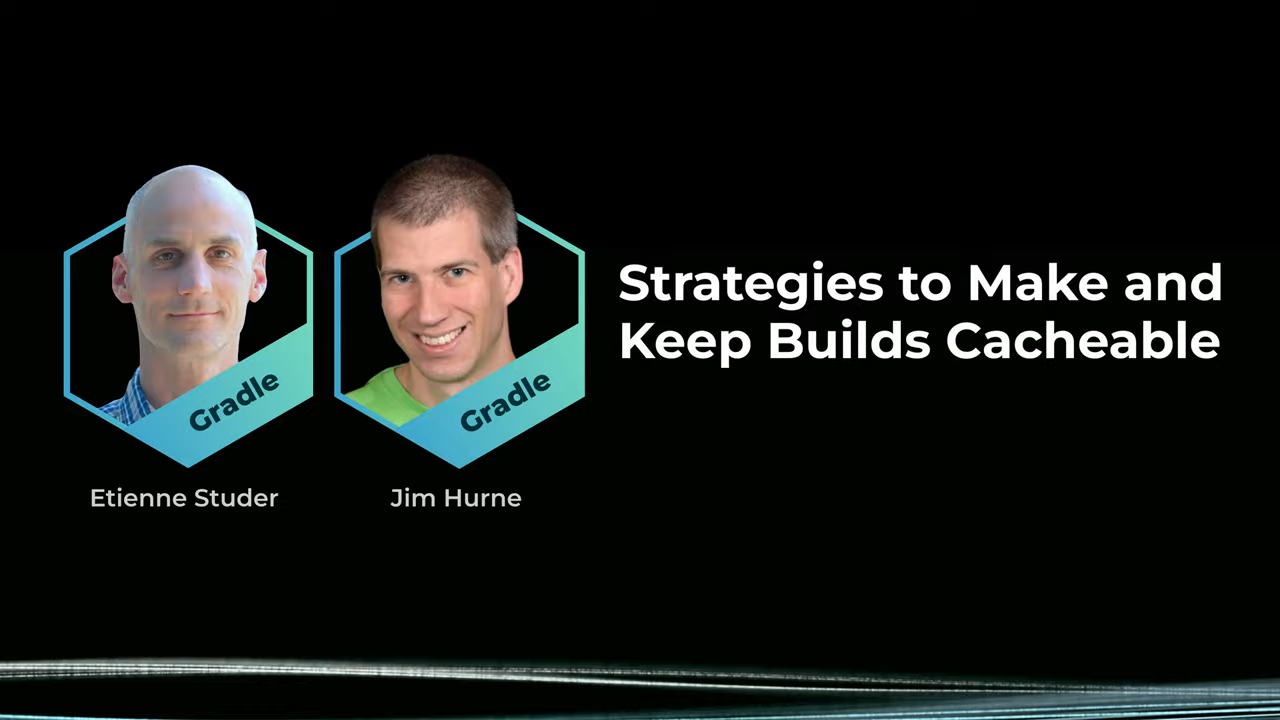 Strategies to Make and
Keep Builds Cacheable
Gradle
Gradle
Etienne Studer
Jim Hurne